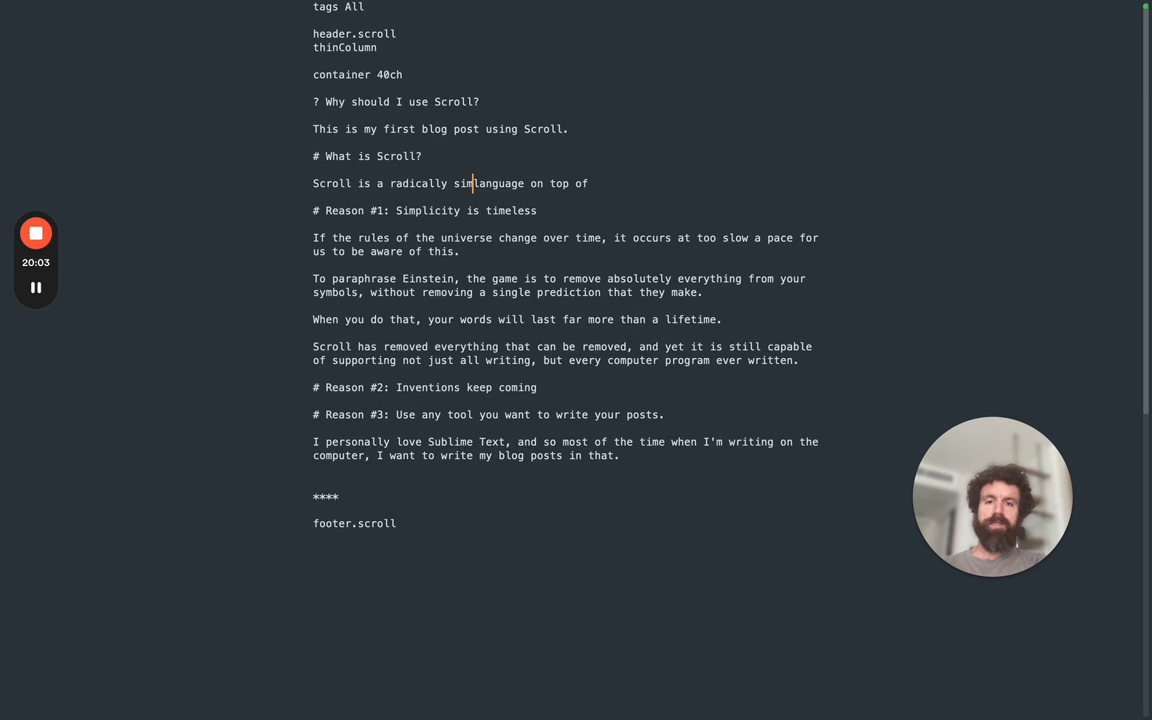 tags All
header.scroll
thinColumn
container 40ch
? Why should I use Scroll?
This is my first blog post using Scroll.
# What is Scroll?
Scroll is a radically simlanguage on top of
# Reason #1: Simplicity is timeless
If the rules of the universe change over time, it occurs at too slow a pace for
us to be aware of this.
To paraphrase Einstein, the game is to remove absolutely everything from your
symbols, without removing a single prediction that they make.
When you do that, your words will last far more than a lifetime.
Scroll has removed everything that can be removed, and yet it is still capable
of supporting not just all writing, but every computer program ever written.
# Reason #2: Inventions keep coming
# Reason #3: Use any tool you want to write your posts.
I personally love Sublime Text, and so most of the time when I'm writing on the
computer, I want to write my blog posts in that.
****
footer.scroll
20:03